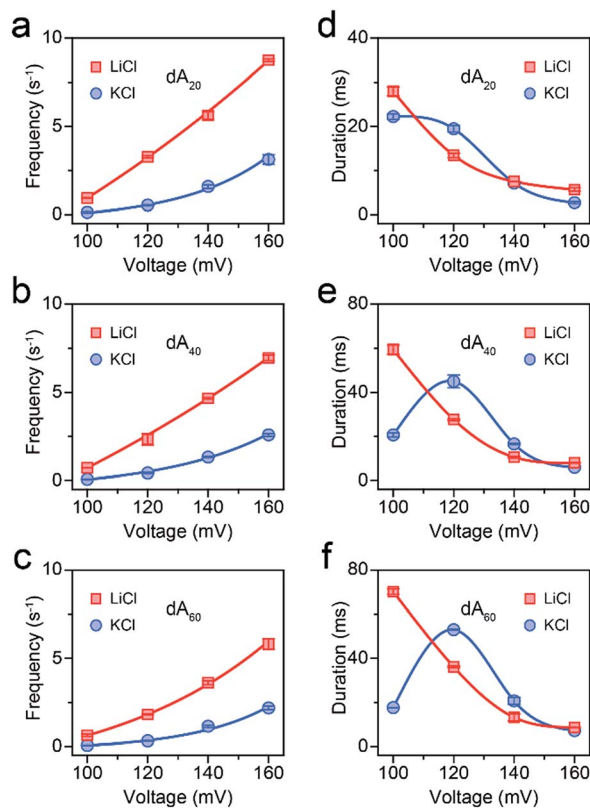 a
LiCl
KCl
dA20
10
5
0
Frequency (s⁻¹)
100 120 140 160
Voltage (mV)
d
dA20
LiCl
KCl
40
20
0
Duration (ms)
100 120 140 160
Voltage (mV)
b
LiCl
KCl
dA40
10
5
0
Frequency (s⁻¹)
100 120 140 160
Voltage (mV)
e
dA40
LiCl
KCl
80
40
0
Duration (ms)
100 120 140 160
Voltage (mV)
c
LiCl
KCl
dA60
10
5
0
Frequency (s⁻¹)
100 120 140 160
Voltage (mV)
f
dA60
LiCl
KCl
80
40
0
Duration (ms)
100 120 140 160
Voltage (mV)